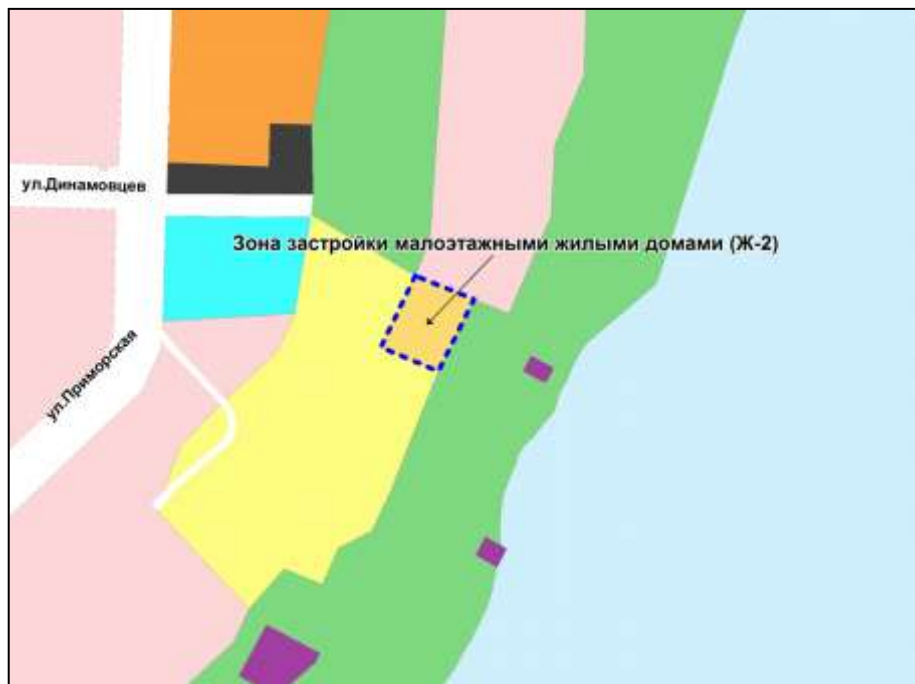 ул.Динамовцев
Зона застройки малоэтажными жилыми домами (Ж-2)
ул.Приморская